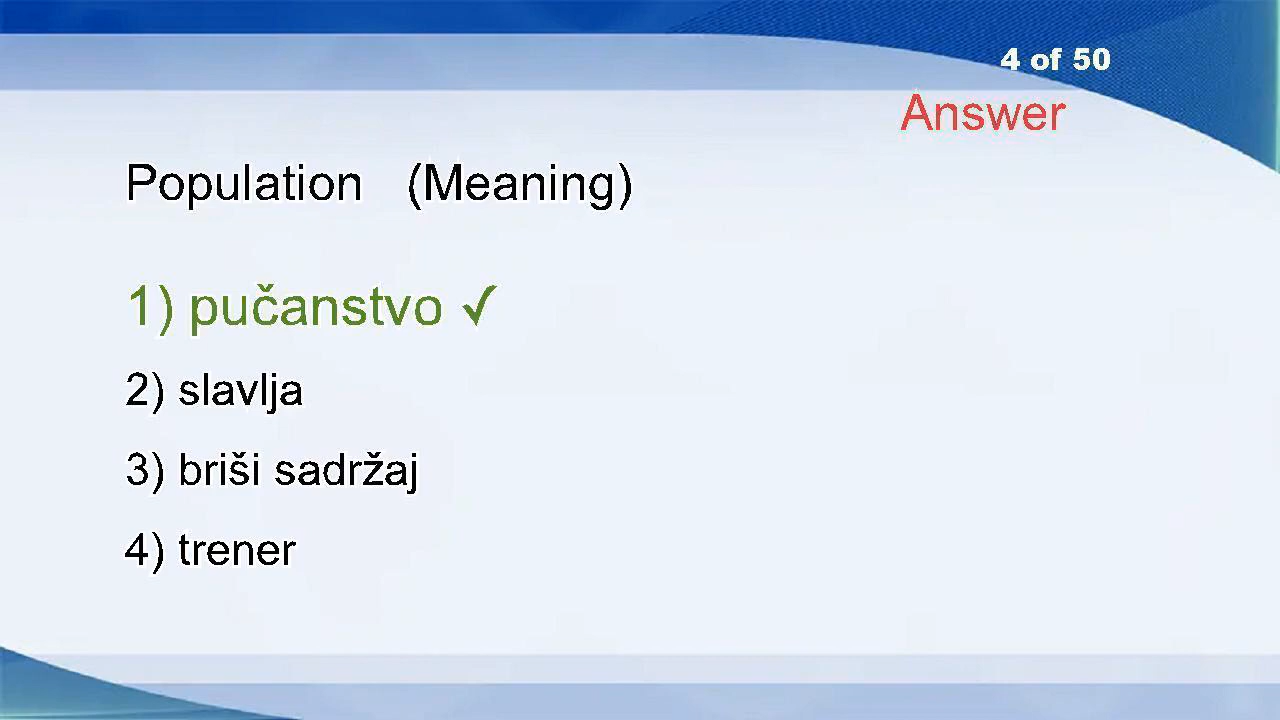 4 of 50
Answer
Population (Meaning)
1) pučanstvo ✓
2) slavlja
3) briši sadržaj
4) trener